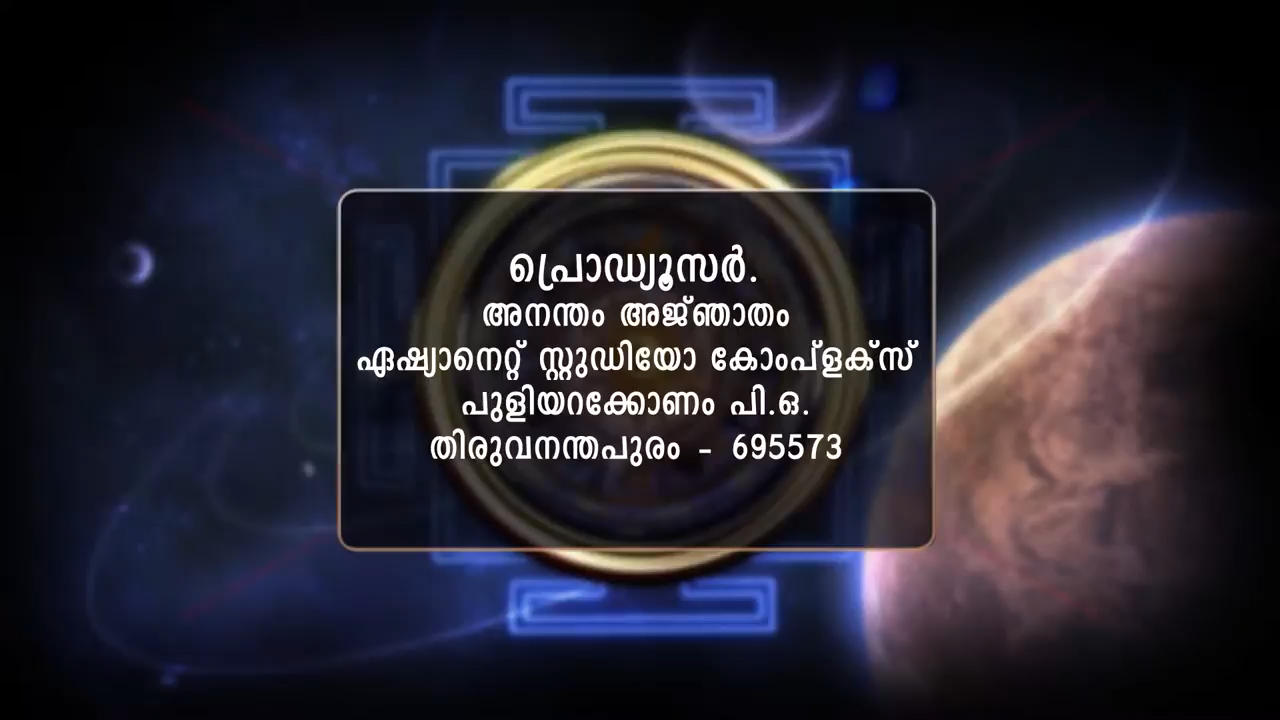 പ്രൊഡ്യൂസർ.
അനന്തം അജ്ഞാതം
ഏഷ്യാനെറ്റ് സ്റ്റുഡിയോ കോംപ്ളക്സ്
പുളിയറക്കോണം പി.ഒ.
തിരുവനന്തപുരം - 695573